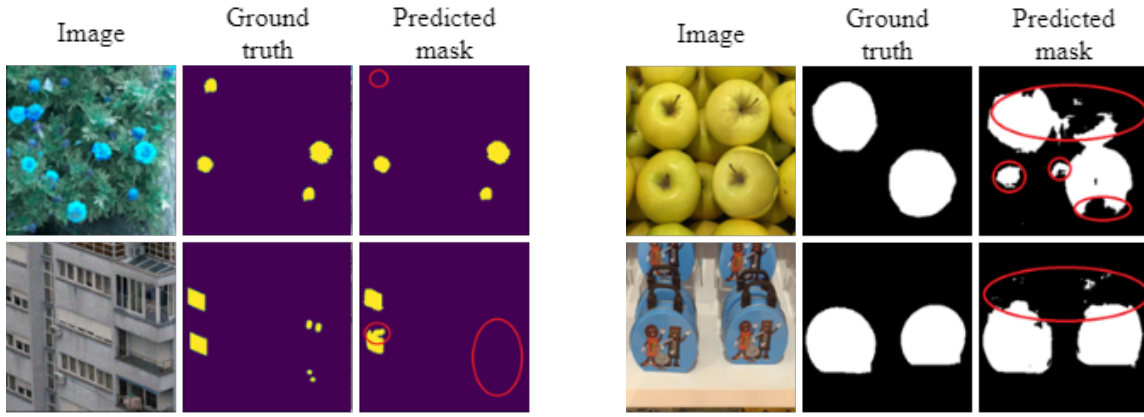 Image
Ground
truth
Predicted
mask
Image
Ground
truth
Predicted
mask